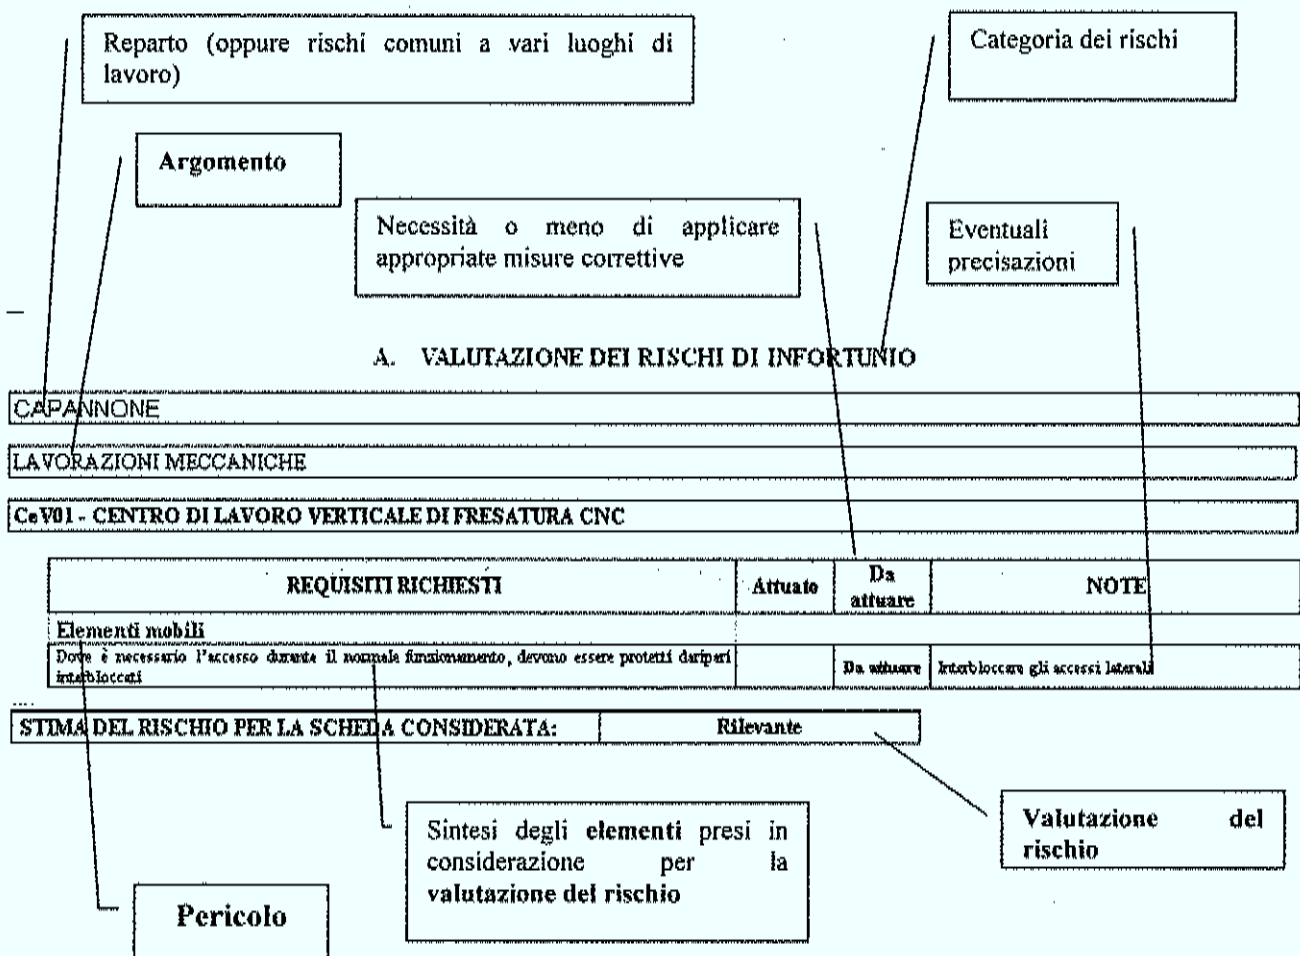 Reparto (oppure rischi comuni a vari luoghi di
lavoro)
Categoria dei rischi
Argomento
Necessità o meno di applicare
appropriate misure correttive
Eventuali
precisazioni
A. VALUTAZIONE DEI RISCHI DI INFORTUNIO
CAPANNONE
LAVORAZIONI MECCANICHE
CeV01 - CENTRO DI LAVORO VERTICALE DI FRESATURA CNC
REQUISITI RICHIESTI
Attuato
Da
attuare
NOTE
Elementi mobili
Dove è necessario l'accesso durante il normale funzionamento, devono essere protetti da ripari
interbloccati
Da attuare
Interbloccare gli accessi laterali
....
STIMA DEL RISCHIO PER LA SCHEDA CONSIDERATA:
Rilevante
Sintesi degli elementi presi in
considerazione per la
valutazione del rischio
Valutazione del
rischio
Pericolo